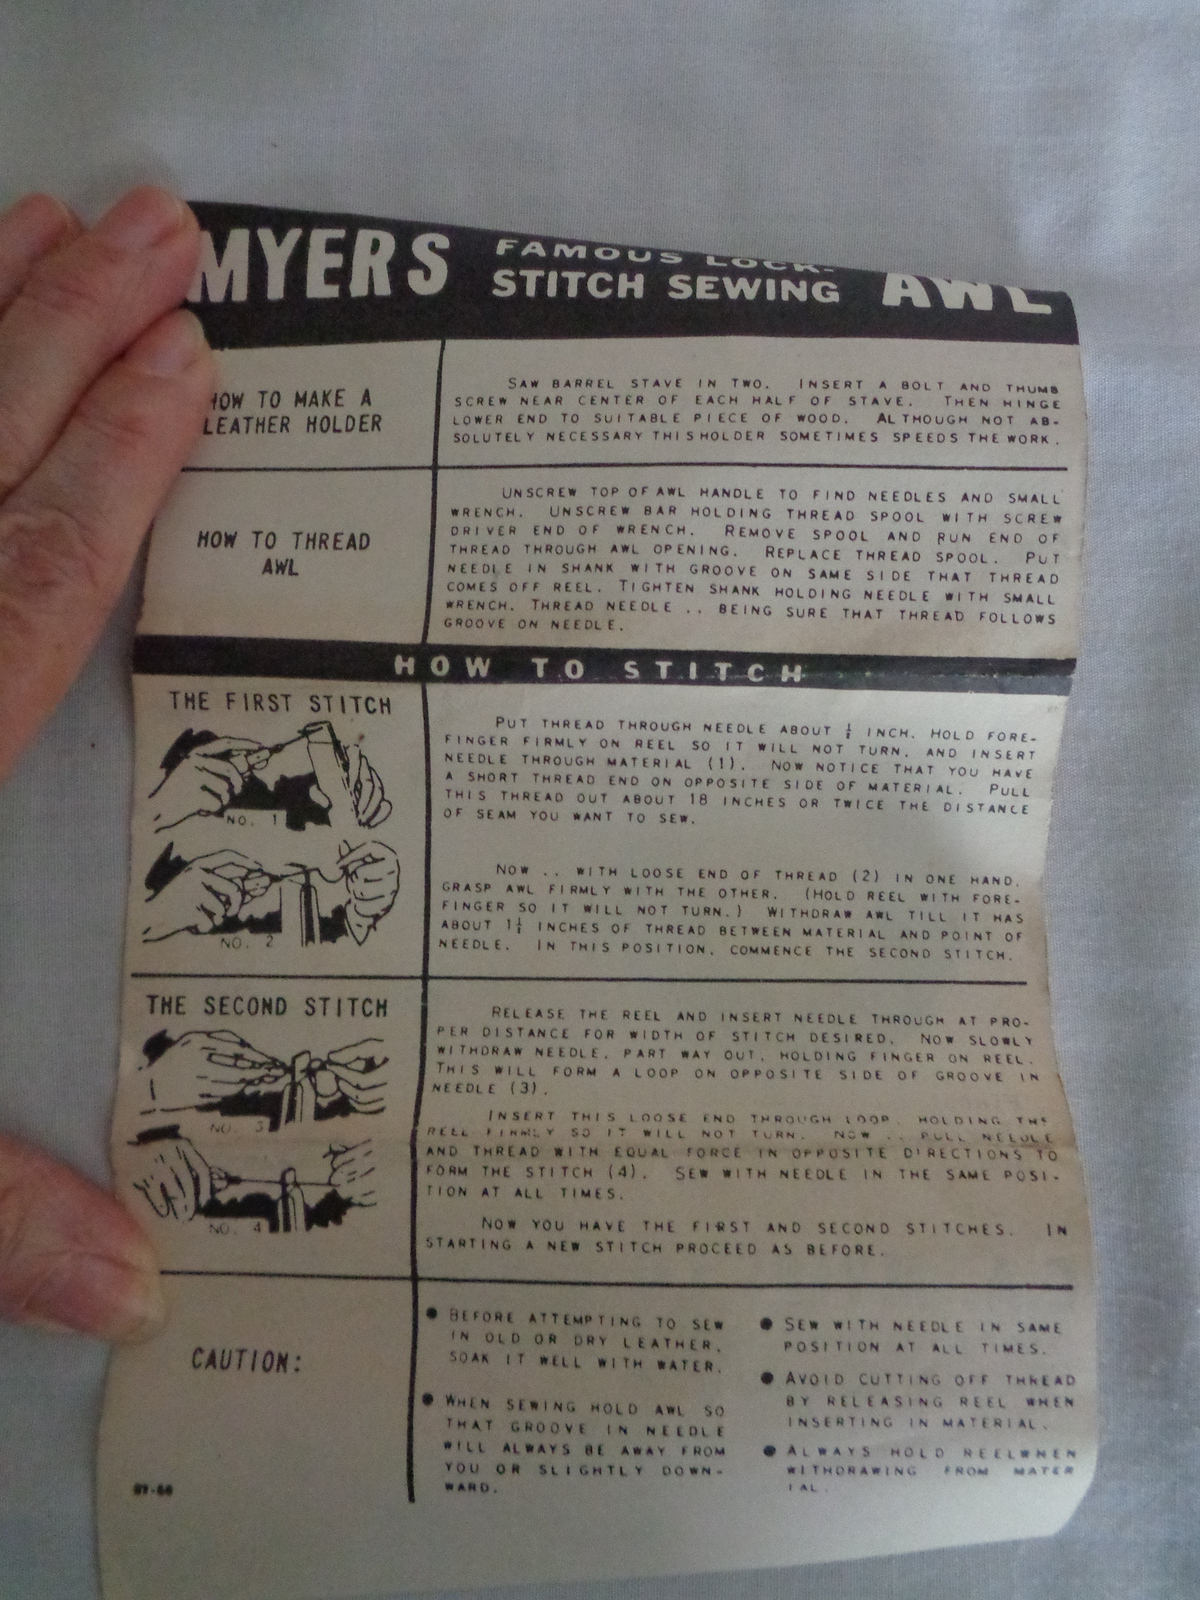 MYERS FAMOUS LOCK-
STITCH SEWING AWL
HOW TO MAKE A
LEATHER HOLDER
SAW BARREL STAVE IN TWO. INSERT A BOLT AND THUMB
SCREW NEAR CENTER OF EACH HALF OF STAVE. THEN HINGE
LOWER END TO SUITABLE PIECE OF WOOD. ALTHOUGH NOT AB-
SOLUTELY NECESSARY THIS HOLDER SOMETIMES SPEEDS THE WORK.
HOW TO THREAD
AWL
UNSCREW TOP OF AWL HANDLE TO FIND NEEDLES AND SMALL
WRENCH. UNSCREW BAR HOLDING THREAD SPOOL WITH SCREW
DRIVER END OF WRENCH. REMOVE SPOOL AND RUN END OF
THREAD THROUGH AWL OPENING. REPLACE THREAD SPOOL. PUT
NEEDLE IN SHANK WITH GROOVE ON SAME SIDE THAT THREAD
COMES OFF REEL. TIGHTEN SHANK HOLDING NEEDLE WITH SMALL
WRENCH. THREAD NEEDLE .. BEING SURE THAT THREAD FOLLOWS
GROOVE ON NEEDLE.
HOW TO STITCH
THE FIRST STITCH
NO. 1
NO. 2
PUT THREAD THROUGH NEEDLE ABOUT INCH. HOLD FORE-
FINGER FIRMLY ON REEL SO IT WILL NOT TURN, AND INSERT
NEEDLE THROUGH MATERIAL (1). NOW NOTICE THAT YOU HAVE
A SHORT THREAD END ON OPPOSITE SIDE OF MATERIAL. PULL
THIS THREAD OUT ABOUT 18 INCHES OR TWICE THE DISTANCE
OF SEAM YOU WANT TO SEW.
NOW .. WITH LOOSE END OF THREAD (2) IN ONE HAND,
GRASP AWL FIRMLY WITH THE OTHER. (HOLD REEL WITH FORE-
FINGER SO IT WILL NOT TURN.) WITHDRAW AWL TILL IT HAS
ABOUT INCHES OF THREAD BETWEEN MATERIAL AND POINT OF
NEEDLE. IN THIS POSITION, COMMENCE THE SECOND STITCH.
THE SECOND STITCH
NO. 3
NO. 4
RELEASE THE REEL AND INSERT NEEDLE THROUGH AT PRO-
PER DISTANCE FOR WIDTH OF STITCH DESIRED. NOW SLOWLY
WITHDRAW NEEDLE, PART WAY OUT, HOLDING FINGER ON REEL.
THIS WILL FORM A LOOP ON OPPOSITE SIDE OF GROOVE IN
NEEDLE (3).
INSERT THIS LOOSE END THROUGH LOOP, HOLDING THE
REEL FIRMLY SO IT WILL NOT TURN. NOW .. PULL NEEDLE
AND THREAD WITH EQUAL FORCE IN OPPOSITE DIRECTIONS TO
FORM THE STITCH (4). SEW WITH NEEDLE IN THE SAME POSI-
TION AT ALL TIMES.
NOW YOU HAVE THE FIRST AND SECOND STITCHES. IN
STARTING A NEW STITCH PROCEED AS BEFORE.
CAUTION:
● BEFORE ATTEMPTING TO SEW
IN OLD OR DRY LEATHER,
SOAK IT WELL WITH WATER.
● WHEN SEWING HOLD AWL SO
THAT GROOVE IN NEEDLE
WILL ALWAYS BE AWAY FROM
YOU OR SLIGHTLY DOWN-
WARD.
● SEW WITH NEEDLE IN SAME
POSITION AT ALL TIMES.
● AVOID CUTTING OFF THREAD
BY RELEASING REEL WHEN
INSERTING IN MATERIAL.
● ALWAYS HOLD REEL WHEN
WITHDRAWING FROM MATER
IAL.